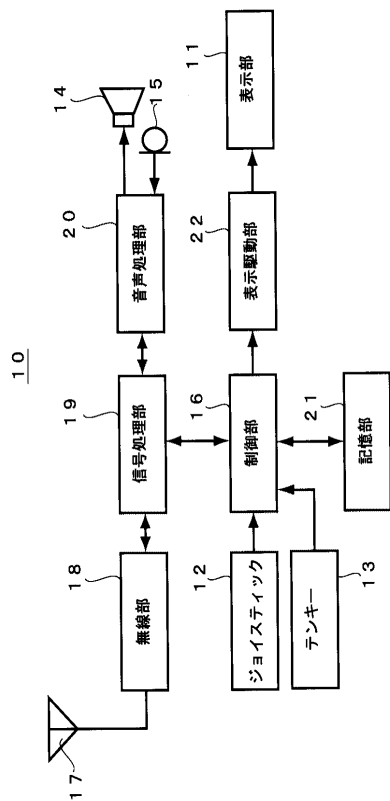 10
17
18
無線部
19
信号処理部
20
音声処理部
14
15
12
ジョイスティック
13
テンキー
16
制御部
21
記憶部
22
表示駆動部
11
表示部